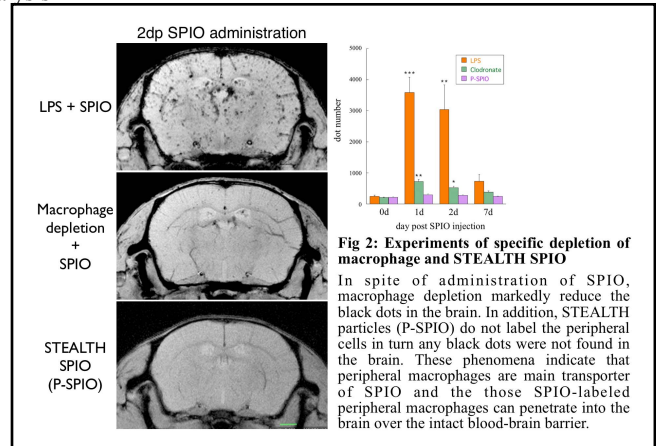 2dp SPIO administration
LPS + SPIO
Macrophage
depletion
+
SPIO
STEALTH
SPIO
(P-SPIO)
5000
4000
3000
2000
1000
0
dot number
LPS
Clodronate
P-SPIO
***
**
**
*
0d 1d 2d 7d
day post SPIO injection
Fig 2: Experiments of specific depletion of
macrophage and STEALTH SPIO
In spite of administration of SPIO,
macrophage depletion markedly reduce the
black dots in the brain. In addition, STEALTH
particles (P-SPIO) do not label the peripheral
cells in turn any black dots were not found in
the brain. These phenomena indicate that
peripheral macrophages are main transporter
of SPIO and the those SPIO-labeled
peripheral macrophages can penetrate into the
brain over the intact blood-brain barrier.